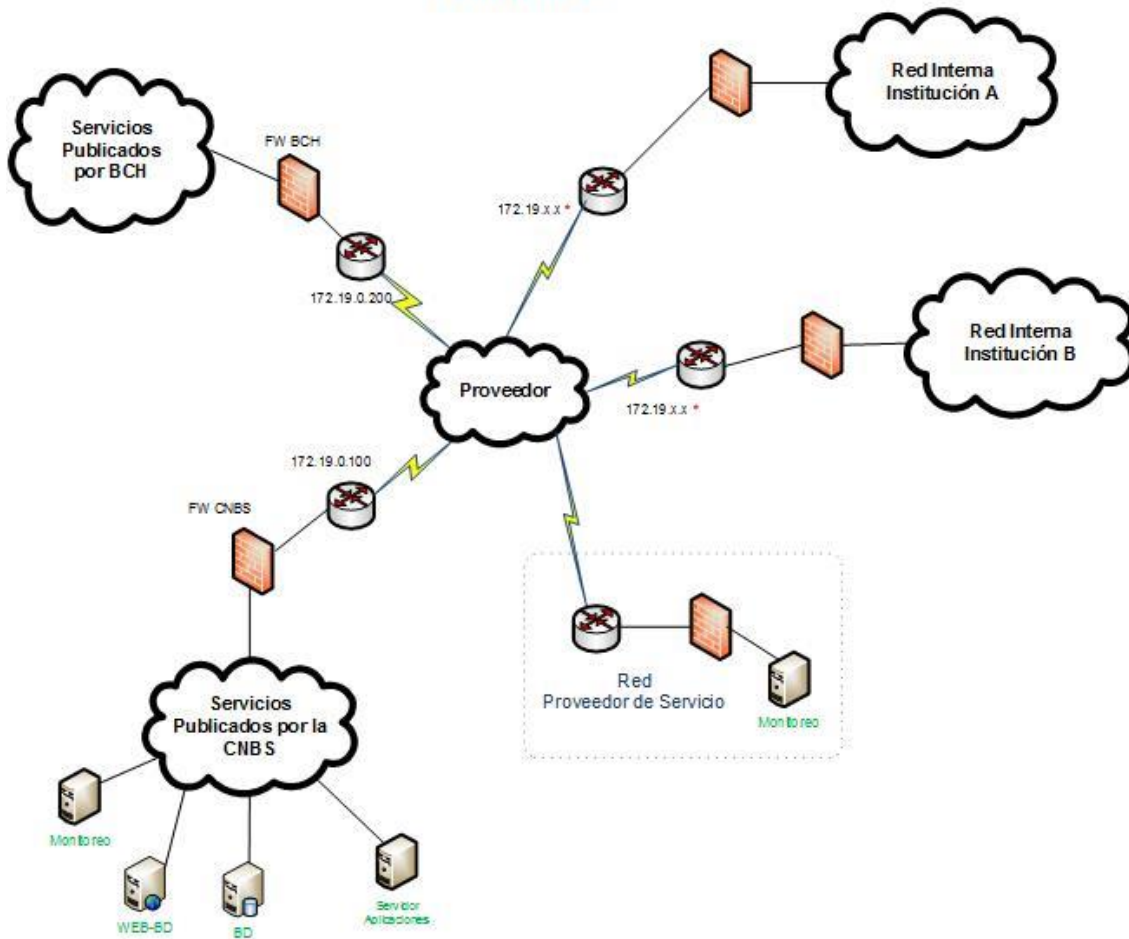 Red Interna
Institución A
Servicios
Publicados
por BCH
FW BCH
172.19.x.x *
172.19.0.200
Red Interna
Institución B
Proveedor
172.19.x.x *
172.19.0.100
FW CNBS
Red
Proveedor de Servicio
Monitoreo
Servicios
Publicados por la
CNBS
Monitoreo
WEB-BD
BD
Servidor
Aplicaciones